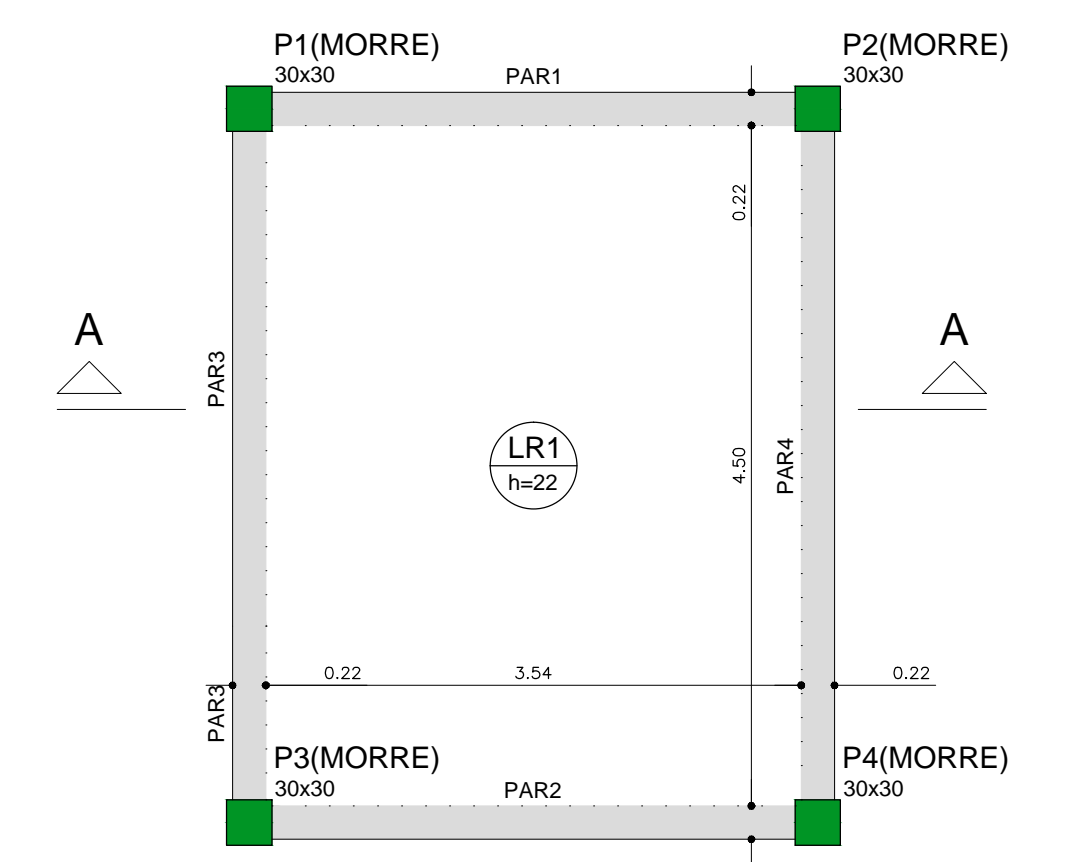 P1(MORRE)
30x30
PAR1
P2(MORRE)
30x30
0.22
A
A
PAR3
LR1
h=22
4.50
PAR4
0.22
3.54
0.22
PAR3
P3(MORRE)
30x30
PAR2
P4(MORRE)
30x30